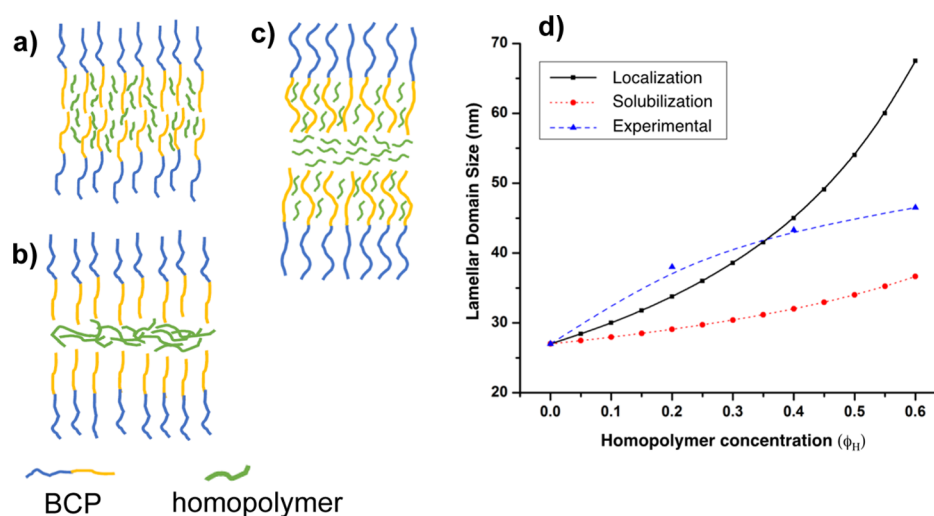 a)
b)
BCP
homopolymer
c)
d)
Localization
Solubilization
Experimental
Lamellar Domain Size (nm)
70
60
50
40
30
20
0.0 0.1 0.2 0.3 0.4 0.5 0.6
Homopolymer concentration (ϕH)